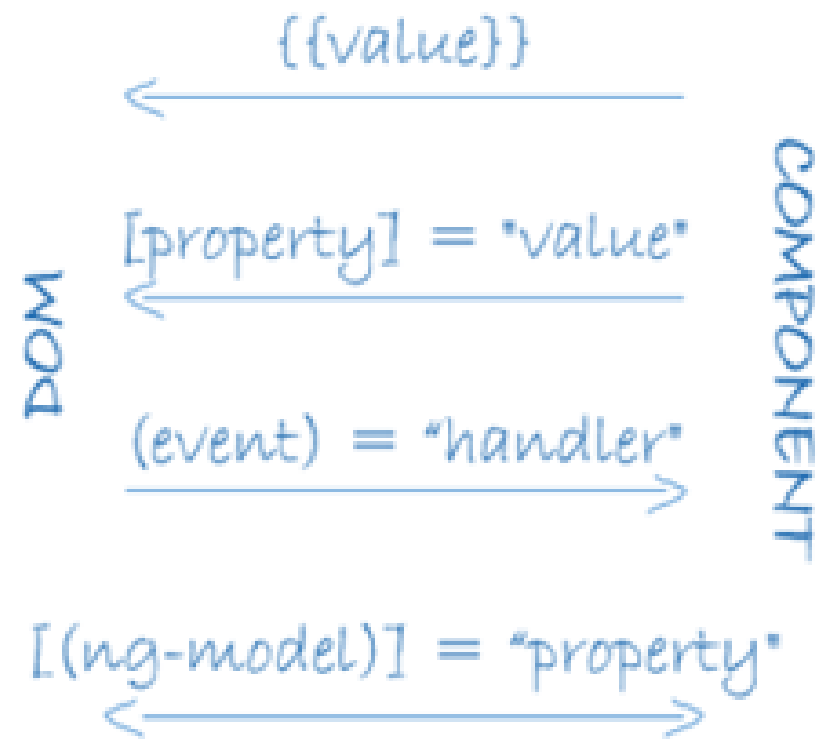 {{value}}
[property] = "value"
DOM
COMPONENT
(event) = "handler"
[(ng-model)] = "property"